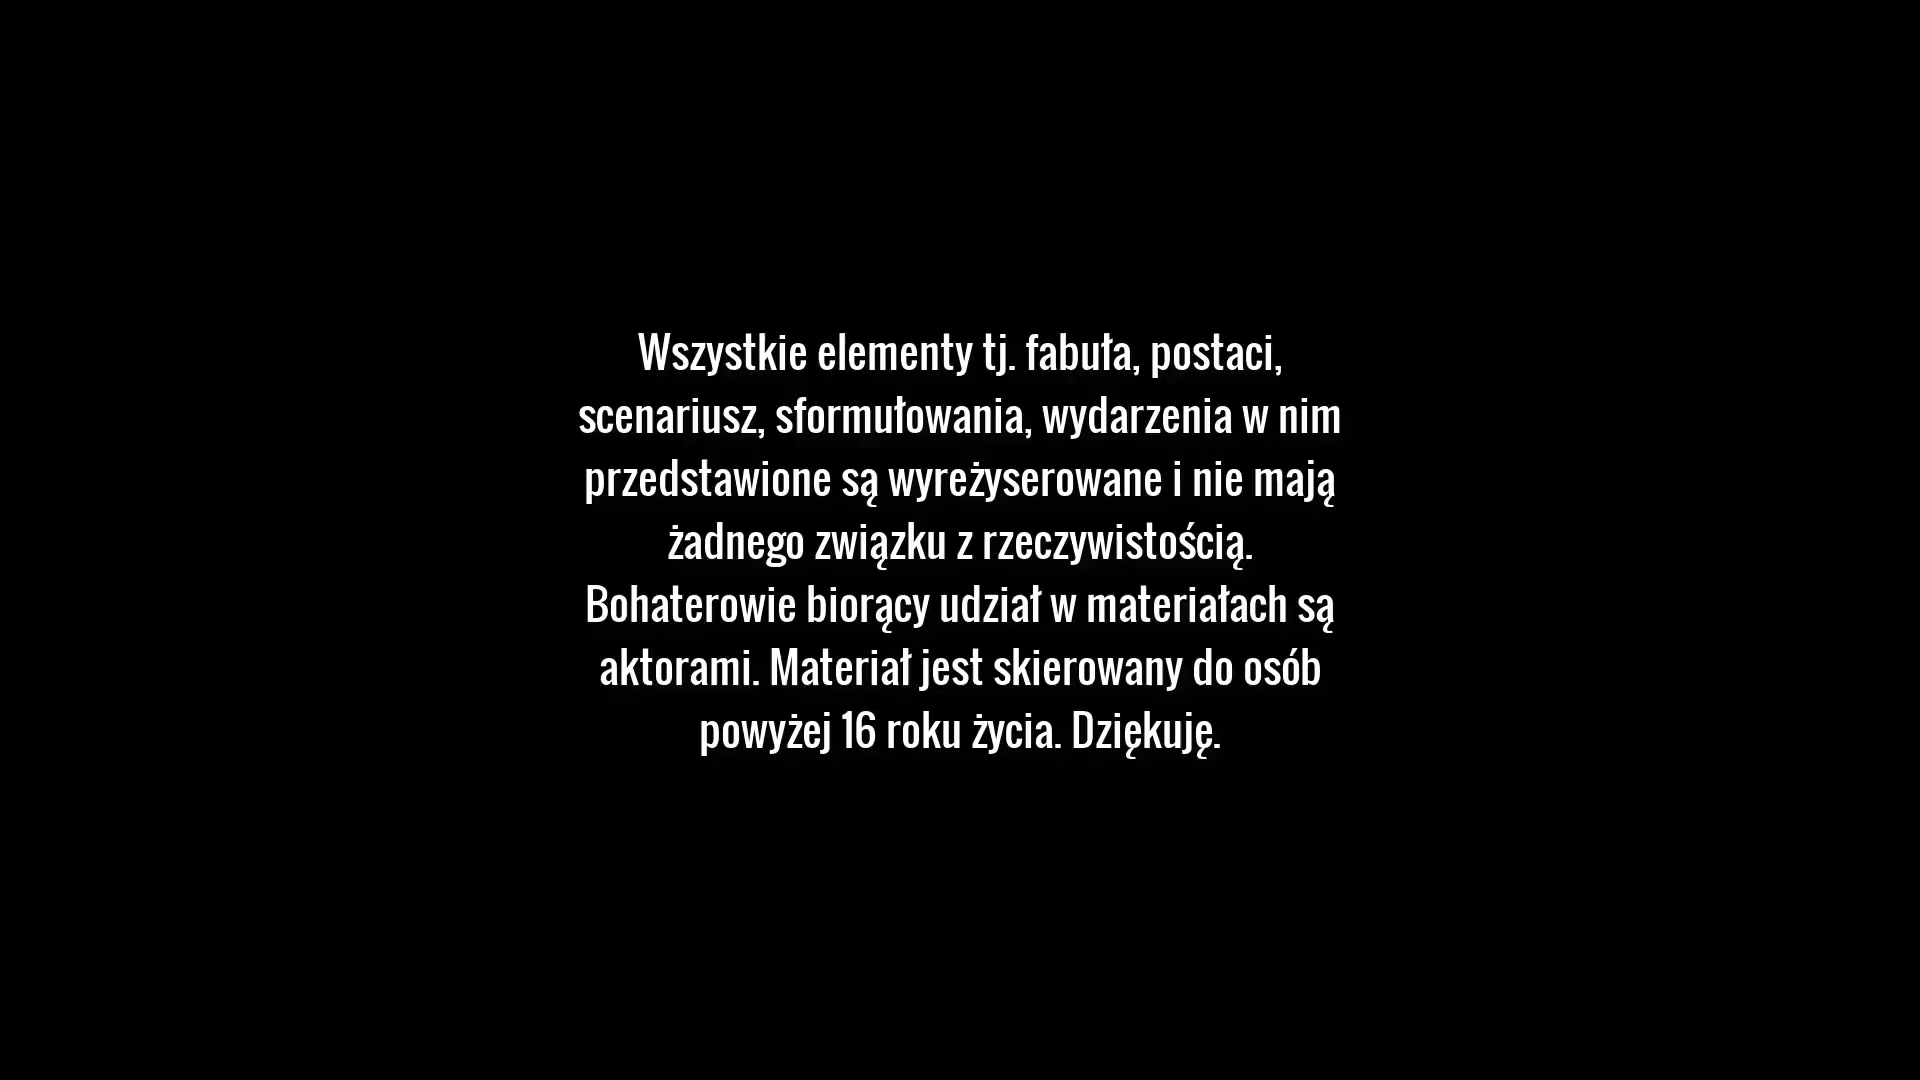 Wszystkie elementy tj. fabuła, postaci,
scenariusz, sformułowania, wydarzenia w nim
przedstawione są wyreżyserowane i nie mają
żadnego związku z rzeczywistością.
Bohaterowie biorący udział w materiałach są
aktorami. Materiał jest skierowany do osób
powyżej 16 roku życia. Dziękuję.